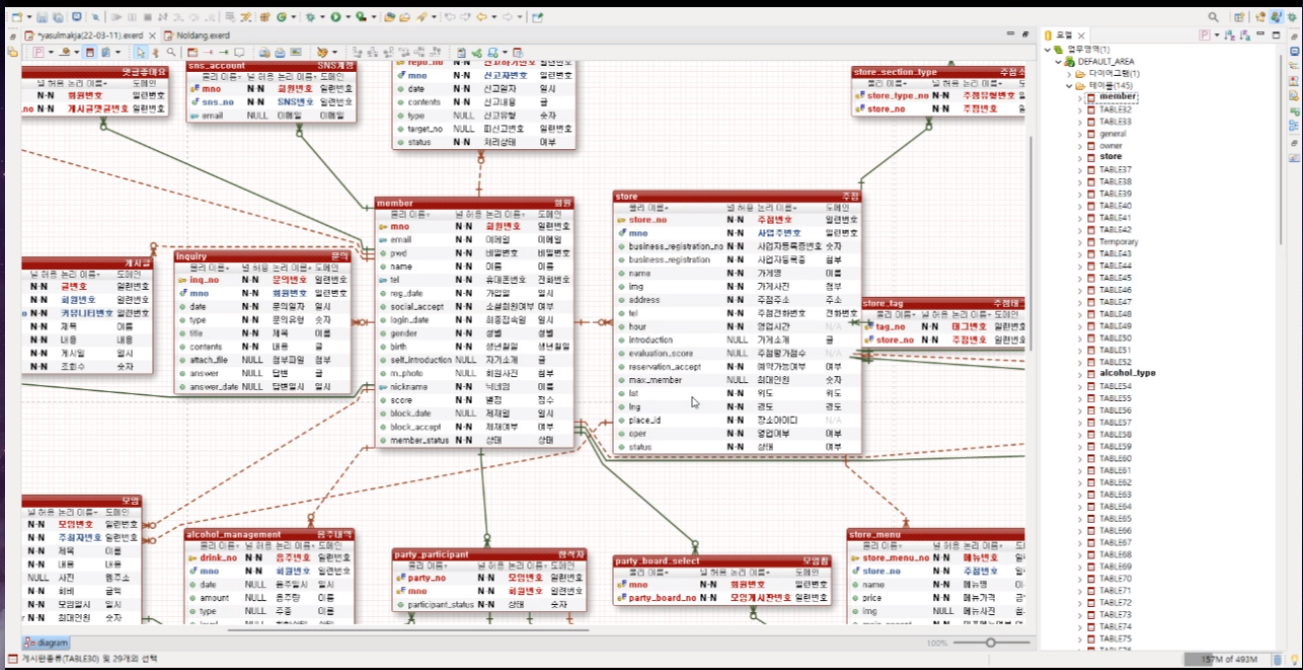 *yasulmakja(22-03-11).exerd
Noldang.exerd
모델
업무영역(1)
DEFAULT_AREA
다이어그램(1)
테이블(145)
member
TABLE32
TABLE33
general
owner
store
TABLE37
TABLE38
TABLE39
TABLE40
TABLE41
TABLE42
Temporary
TABLE43
TABLE44
TABLE45
TABLE46
TABLE47
TABLE48
TABLE49
TABLE50
TABLE51
TABLE52
alcohol_type
TABLE54
TABLE55
TABLE56
TABLE57
TABLE58
TABLE59
TABLE60
TABLE61
TABLE62
TABLE63
TABLE64
TABLE65
TABLE66
TABLE67
TABLE68
TABLE69
TABLE70
TABLE71
TABLE72
TABLE73
TABLE74
TABLE75
댓글좋아요
널 허용 논리 이름 도메인
N-N 회원번호 일련번호
N-N 게시글댓글번호 일련번호
sns_account SNS계정
물리 이름 널 허용 논리 이름 도메인
mno N-N 회원번호 일련번호
sns_no N-N SNS번호 일련번호
email NULL 이메일 이메일
mno N-N 신고자번호 일련번호
date N-N 신고일자 일시
contents N-N 신고내용 글
type NULL 신고유형 숫자
target_no NULL 피신고번호 일련번호
status N-N 처리상태 여부
store_section_type
물리 이름 널 허용 논리 이름
store_type_no N-N 주점유형번호
store_no N-N 주점번호
member 회원
물리 이름 널 허용 논리 이름 도메인
mno N-N 회원번호 일련번호
email N-N 이메일 이메일
pwd N-N 비밀번호 비밀번호
name N-N 이름 이름
tel N-N 휴대폰번호 전화번호
reg_date N-N 가입일 일시
social_accept N-N 소셜회원여부 여부
login_date N-N 최종접속일 일시
gender N-N 성별 성별
birth N-N 생년월일 생년월일
self_introduction NULL 자기소개 글
m_photo NULL 회원사진 첨부
nickname N-N 닉네임 이름
score N-N 별점 점수
block_date NULL 제재일 일시
block_accept N-N 제재여부 여부
member_status N-N 상태 상태
store 주점
물리 이름 널 허용 논리 이름 도메인
store_no N-N 주점번호 일련번호
mno N-N 사업주번호 일련번호
business_registration_no N-N 사업자등록증번호 숫자
business_registration N-N 사업자등록증 첨부
name N-N 가게명 이름
img N-N 가게사진 첨부
address N-N 주점주소 주소
tel N-N 주점전화번호 전화번호
hour N-N 영업시간 N/A
introduction NULL 가게소개 글
evaluation_score NULL 주점평가점수 N/A
reservation_accept N-N 예약가능여부 여부
max_member NULL 최대인원 숫자
lat N-N 위도 위도
lng N-N 경도 경도
place_id N-N 장소아이디 N/A
oper N-N 영업여부 여부
status N-N 상태 여부
inquiry 문의
물리 이름 널 허용 논리 이름 도메인
inq_no N-N 문의번호 일련번호
mno N-N 회원번호 일련번호
date N-N 문의일자 일시
type N-N 문의유형 숫자
title N-N 제목 이름
contents N-N 내용 글
attach_file NULL 첨부파일 첨부
answer NULL 답변 글
answer_date NULL 답변일시 일시
게시글
널 허용 논리 이름 도메인
N-N 글번호 일련번호
N-N 회원번호 일련번호
N-N 커뮤니티번호 일련번호
N-N 제목 이름
N-N 내용 내용
N-N 게시일 일시
N-N 조회수 숫자
store_tag
물리 이름 널 허용 논리 이름 도메인
tag_no N-N 태그번호 일련번호
store_no N-N 주점번호 일련번호
모임
널 허용 논리 이름 도메인
N-N 모임번호 일련번호
N-N 주최자번호 일련번호
N-N 제목 이름
N-N 내용 내용
NULL 사진
N-N 회비 금액
N-N 모임일시 일시
N-N 최대인원 숫자
alcohol_management 음주내역
물리 이름 널 허용 논리 이름 도메인
drink_no N-N 음주번호 일련번호
mno N-N 회원번호 일련번호
date NULL 음주일시 일시
amount NULL 음주량 이름
type NULL 주종 이름
party_participant 참석자
물리 이름 널 허용 논리 이름 도메인
party_no N-N 모임번호 일련번호
mno N-N 회원번호 일련번호
participant_status N-N 상태 숫자
party_board_select 모임찜
물리 이름 널 허용 논리 이름 도메인
mno N-N 회원번호 일련번호
party_board_no N-N 모임게시판번호 일련번호
store_menu
물리 이름 널 허용 논리 이름
store_menu_no N-N 메뉴번호
store_no N-N 주점번호
name N-N 메뉴명
price N-N 메뉴가격
img NULL 메뉴사진
diagram
100%
게시판종류(TABLE30) 및 29개의 선택
157M of 493M